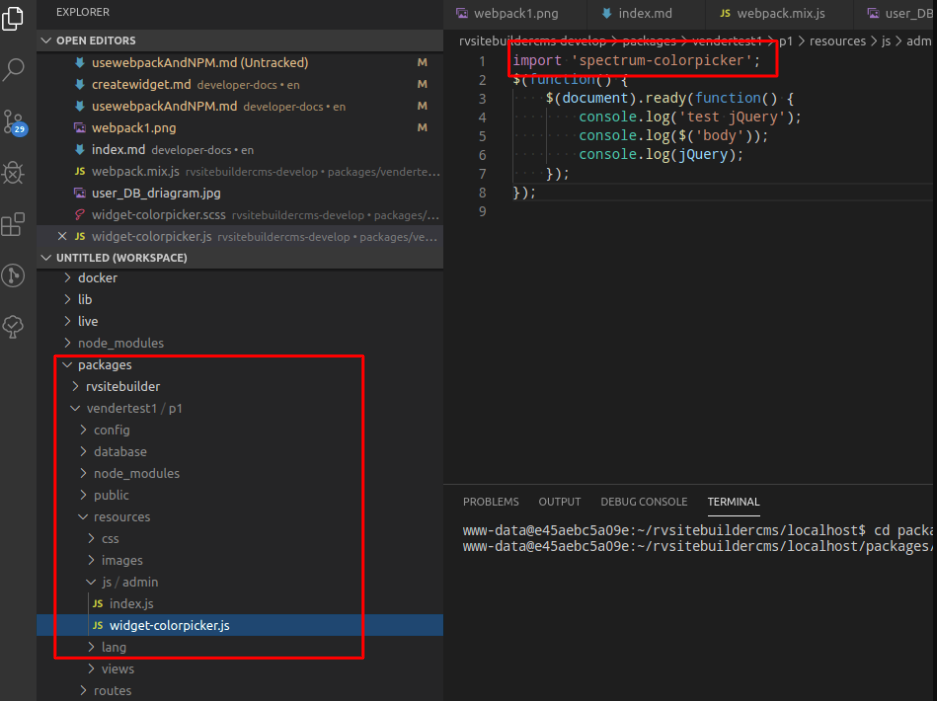 EXPLORER
OPEN EDITORS
usewebpackAndNPM.md (Untracked) M
createwidget.md developer-docs • en M
usewebpackAndNPM.md developer-docs • en M
webpack1.png M
index.md developer-docs • en
JS webpack.mix.js rvsitebuildercms-develop • packages/venderte...
user_DB_driagram.jpg
widget-colorpicker.scss rvsitebuildercms-develop • packages/...
JS widget-colorpicker.js rvsitebuildercms-develop • packages/ve...
29
UNTITLED (WORKSPACE)
docker
lib
live
node_modules
packages
rvsitebuilder
vendertest1 / p1
config
database
node_modules
public
resources
css
images
js / admin
JS index.js
JS widget-colorpicker.js
lang
views
routes
webpack1.png index.md JS webpack.mix.js user_DB
rvsitebuildercms-develop > packages > vendertest1 > p1 > resources > js > adm
1 import 'spectrum-colorpicker';
2 $(function() {
3 $(document).ready(function() {
4 console.log('test jQuery');
5 console.log($('body'));
6 console.log(jQuery);
7 });
8 });
9
PROBLEMS OUTPUT DEBUG CONSOLE TERMINAL
www-data@e45aebc5a09e:~/rvsitebuildercms/localhost$ cd packa
www-data@e45aebc5a09e:~/rvsitebuildercms/localhost/packages/